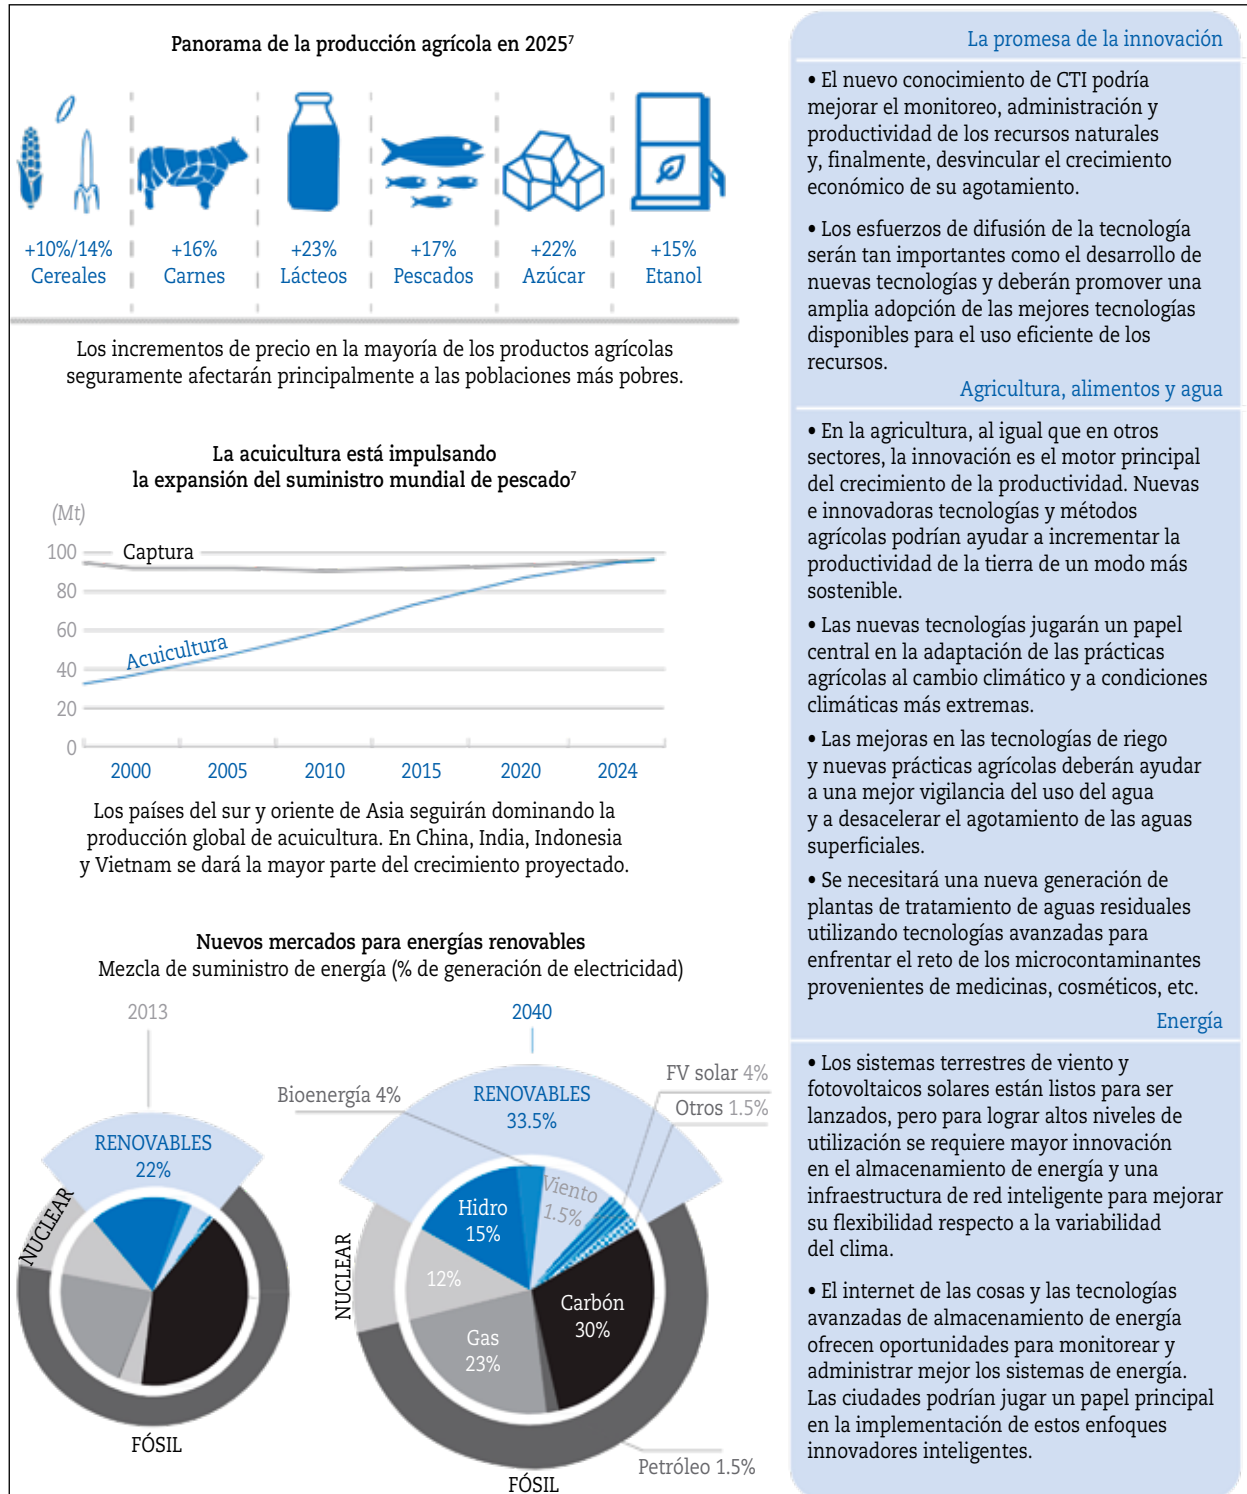 Panorama de la producción agrícola en 2025⁷
+10%/14%
Cereales
+16%
Carnes
+23%
Lácteos
+17%
Pescados
+22%
Azúcar
+15%
Etanol
Los incrementos de precio en la mayoría de los productos agrícolas
seguramente afectarán principalmente a las poblaciones más pobres.
La acuicultura está impulsando
la expansión del suministro mundial de pescado⁷
(Mt)
100
80
60
40
20
0
Captura
Acuicultura
2000 2005 2010 2015 2020 2024
Los países del sur y oriente de Asia seguirán dominando la
producción global de acuicultura. En China, India, Indonesia
y Vietnam se dará la mayor parte del crecimiento proyectado.
Nuevos mercados para energías renovables
Mezcla de suministro de energía (% de generación de electricidad)
2013
RENOVABLES
22%
NUCLEAR
FÓSIL
2040
Bioenergía 4%
RENOVABLES
33.5%
FV solar 4%
Otros 1.5%
Viento
1.5%
Hidro
15%
NUCLEAR
12%
Gas
23%
Carbón
30%
Petróleo 1.5%
FÓSIL
La promesa de la innovación
• El nuevo conocimiento de CTI podría
mejorar el monitoreo, administración y
productividad de los recursos naturales
y, finalmente, desvincular el crecimiento
económico de su agotamiento.
• Los esfuerzos de difusión de la tecnología
serán tan importantes como el desarrollo de
nuevas tecnologías y deberán promover una
amplia adopción de las mejores tecnologías
disponibles para el uso eficiente de los
recursos.
Agricultura, alimentos y agua
• En la agricultura, al igual que en otros
sectores, la innovación es el motor principal
del crecimiento de la productividad. Nuevas
e innovadoras tecnologías y métodos
agrícolas podrían ayudar a incrementar la
productividad de la tierra de un modo más
sostenible.
• Las nuevas tecnologías jugarán un papel
central en la adaptación de las prácticas
agrícolas al cambio climático y a condiciones
climáticas más extremas.
• Las mejoras en las tecnologías de riego
y nuevas prácticas agrícolas deberán ayudar
a una mejor vigilancia del uso del agua
y a desacelerar el agotamiento de las aguas
superficiales.
• Se necesitará una nueva generación de
plantas de tratamiento de aguas residuales
utilizando tecnologías avanzadas para
enfrentar el reto de los microcontaminantes
provenientes de medicinas, cosméticos, etc.
Energía
• Los sistemas terrestres de viento y
fotovoltaicos solares están listos para ser
lanzados, pero para lograr altos niveles de
utilización se requiere mayor innovación
en el almacenamiento de energía y una
infraestructura de red inteligente para mejorar
su flexibilidad respecto a la variabilidad
del clima.
• El internet de las cosas y las tecnologías
avanzadas de almacenamiento de energía
ofrecen oportunidades para monitorear y
administrar mejor los sistemas de energía.
Las ciudades podrían jugar un papel principal
en la implementación de estos enfoques
innovadores inteligentes.